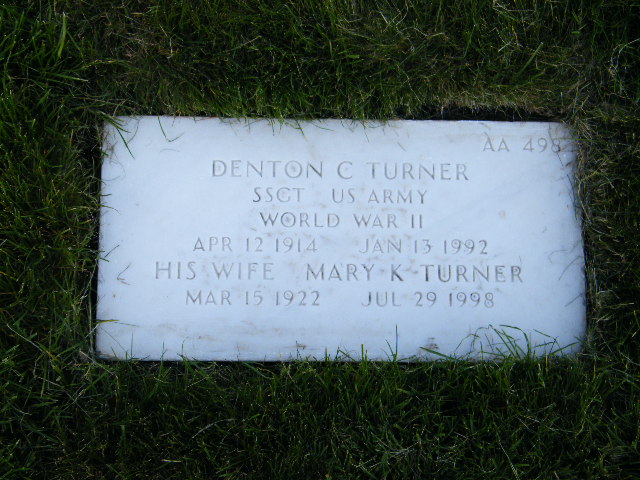 AA 498
DENTON C TURNER
SSGT US ARMY
WORLD WAR II
APR 12 1914 JAN 13 1992
HIS WIFE MARY K TURNER
MAR 15 1922 JUL 29 1998